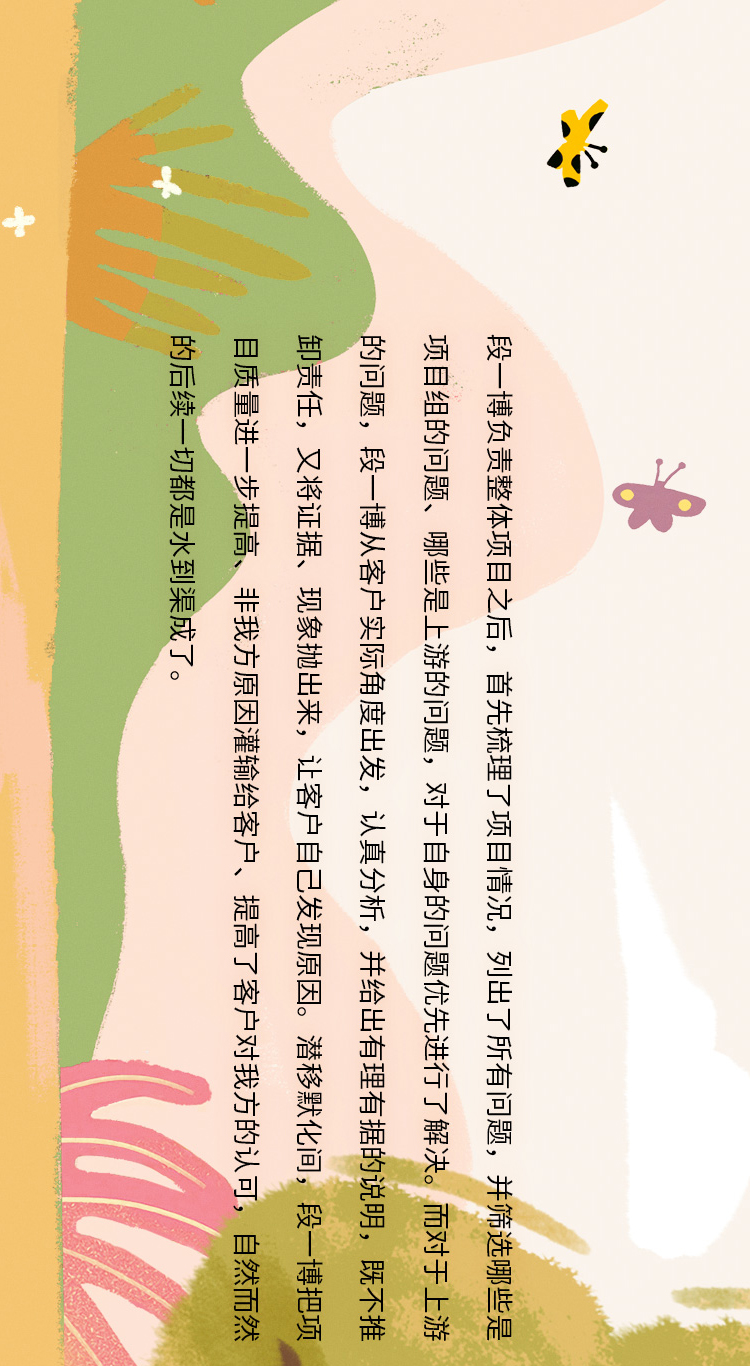 段一博负责整体项目之后，首先梳理了项目情况，列出了所有问题，并筛选哪些是
项目组的问题、哪些是上游的问题，对于自身的问题优先进行了解决。而对于上游
的问题，段一博从客户实际角度出发，认真分析，并给出有理有据的说明，既不推
卸责任，又将证据、现象抛出来，让客户自己发现原因。潜移默化间，段一博把项
目质量进一步提高、非我方原因灌输给客户、提高了客户对我方的认可，自然而然
的后续一切都是水到渠成了。